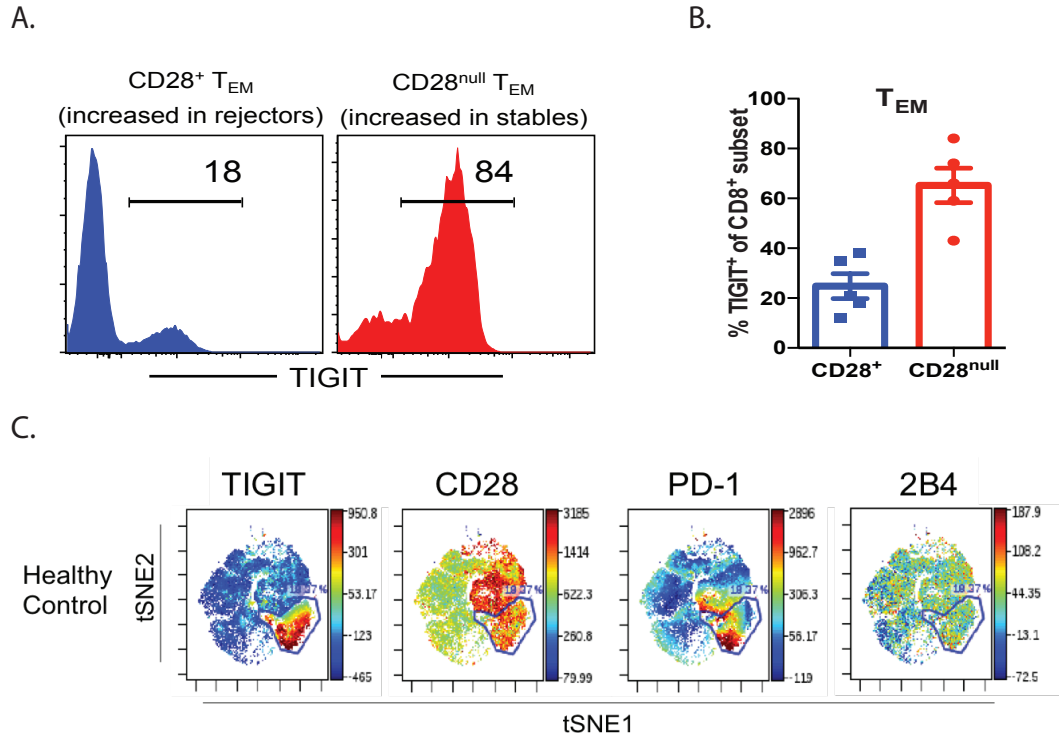 A.
CD28⁺ T_EM
(increased in rejectors)
CD28ⁿᵘˡˡ T_EM
(increased in stables)
18
84
TIGIT
B.
T_EM
% TIGIT⁺ of CD8⁺ subset
100
80
60
40
20
0
CD28⁺
CD28ⁿᵘˡˡ
C.
Healthy
Control
tSNE2
TIGIT
950.8
301
53.17
-123
-465
CD28
3185
1414
522.3
260.8
79.99
PD-1
2896
962.7
306.3
56.17
-119
2B4
187.9
108.2
44.35
-13.1
-72.5
tSNE1